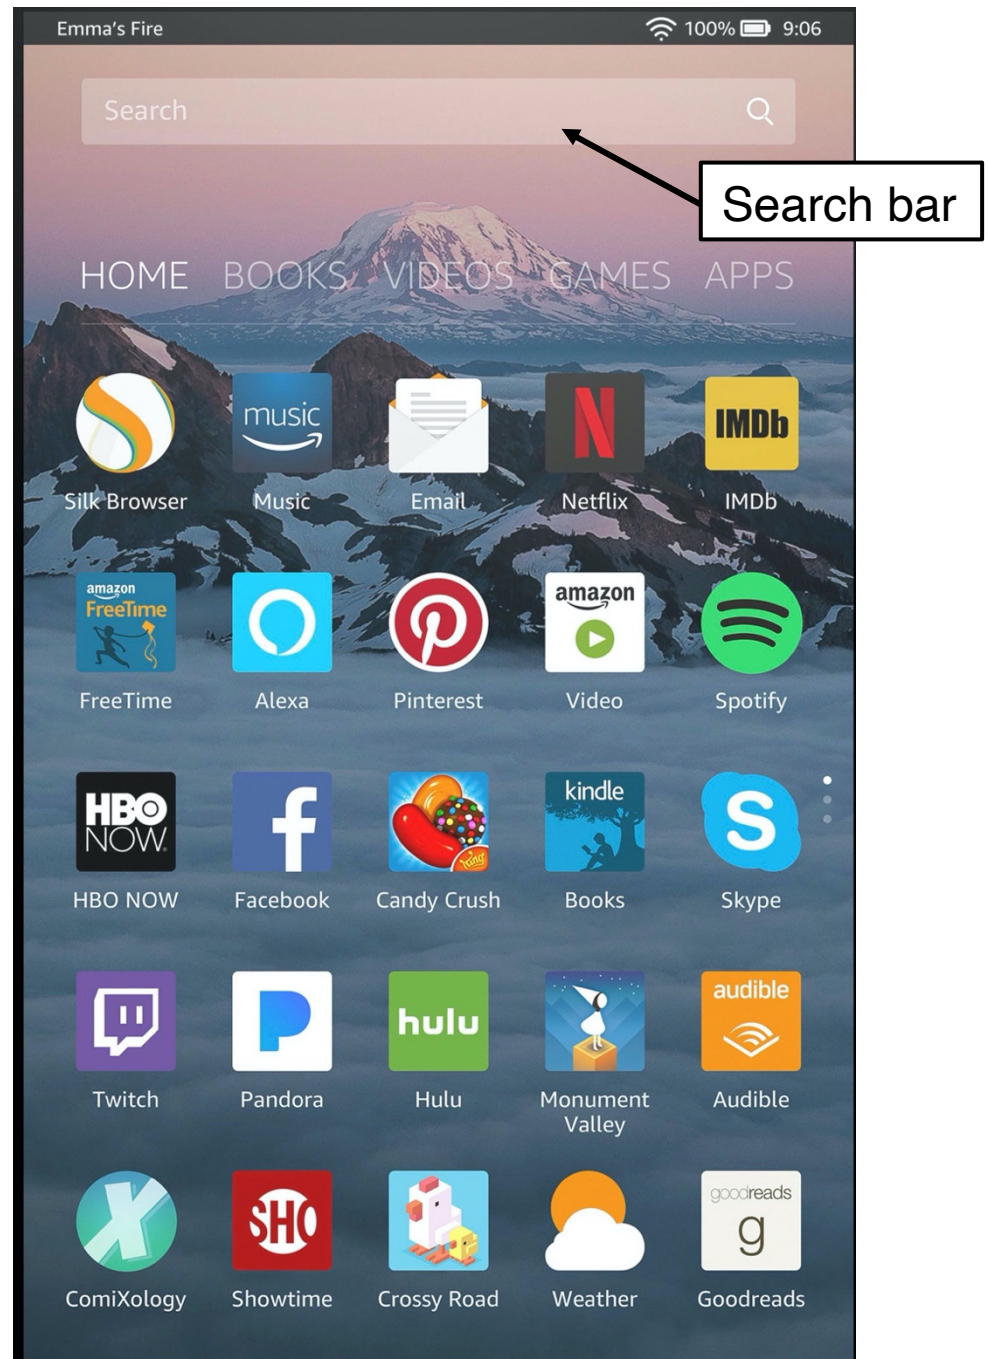 Emma's Fire 100% 9:06
Search
Search bar
HOME BOOKS VIDEOS GAMES APPS
music
IMDb
Silk Browser Music Email Netflix IMDb
amazon
FreeTime
amazon
FreeTime Alexa Pinterest Video Spotify
HBO
NOW
f
King
kindle
S
HBO NOW Facebook Candy Crush Books Skype
hulu
audible
Twitch Pandora Hulu Monument Valley Audible
SHO
goodreads
g
ComiXology Showtime Crossy Road Weather Goodreads